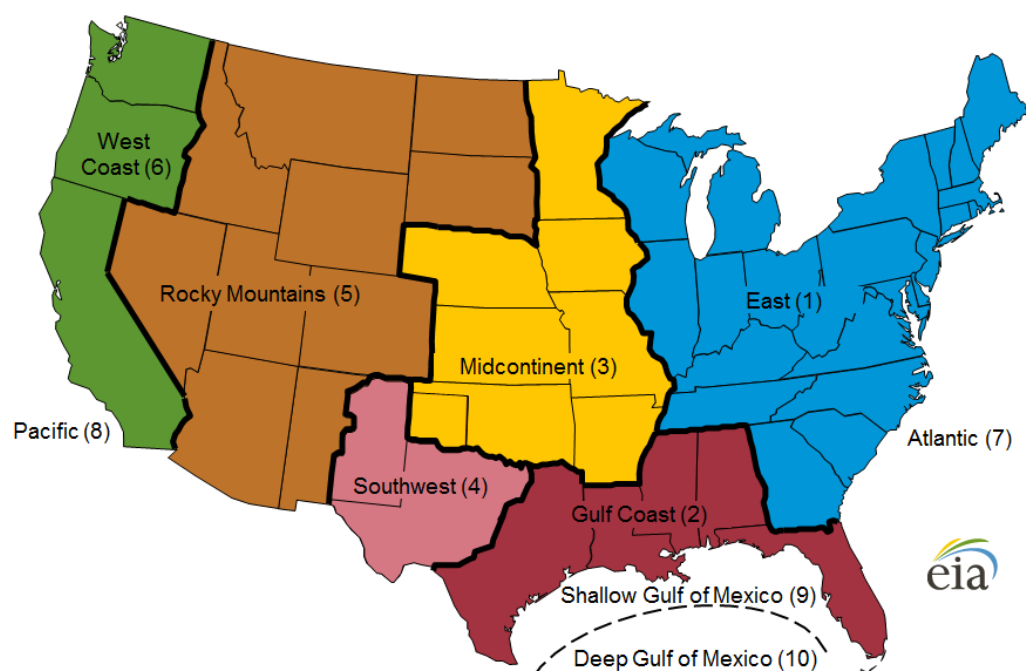 West
Coast (6)
Rocky Mountains (5)
East (1)
Midcontinent (3)
Pacific (8)
Atlantic (7)
Southwest (4)
Gulf Coast (2)
eia
Shallow Gulf of Mexico (9)
Deep Gulf of Mexico (10)